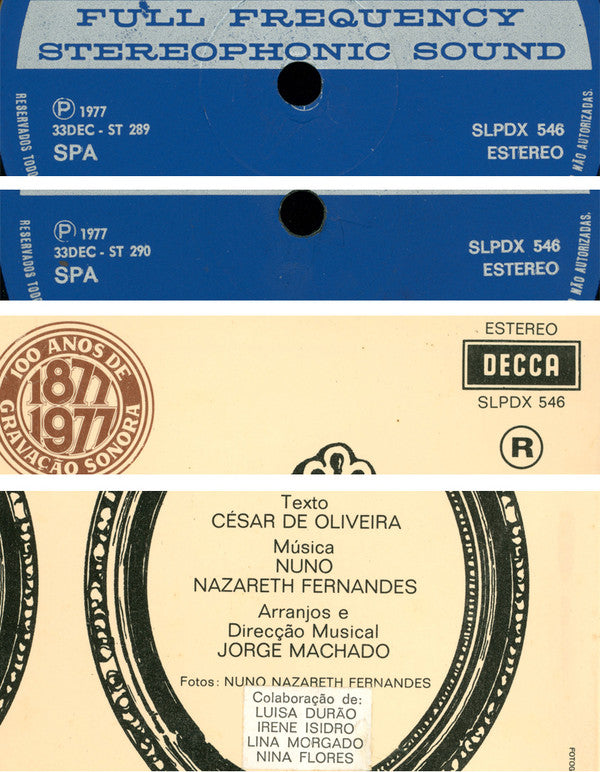 FULL FREQUENCY
STEREOPHONIC SOUND
RESERVADOS TODO
Ⓟ 1977
33DEC - ST 289
SPA
SLPDX 546
ESTEREO
NÃO AUTORIZADAS.
RESERVADOS TODO
Ⓟ 1977
33DEC - ST 290
SPA
SLPDX 546
ESTEREO
NÃO AUTORIZADAS.
100 ANOS DE
1877
1977
GRAVAÇÃO SONORA
ESTEREO
DECCA
SLPDX 546
R
Texto
CÉSAR DE OLIVEIRA
Música
NUNO
NAZARETH FERNANDES
Arranjos e
Direcção Musical
JORGE MACHADO
Fotos: NUNO NAZARETH FERNANDES
Colaboração de:
LUISA DURÃO
IRENE ISIDRO
LINA MORGADO
NINA FLORES
FOTOG